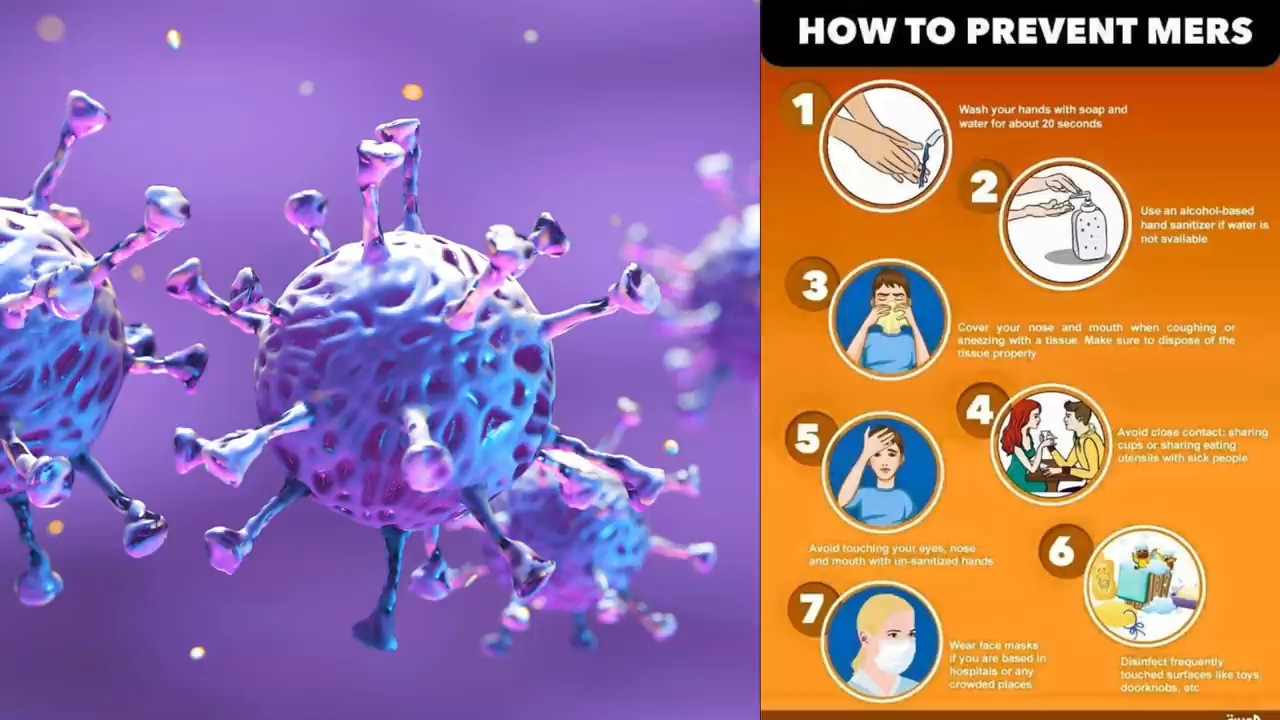 HOW TO PREVENT MERS
1
Wash your hands with soap and
water for about 20 seconds
2
Use an alcohol-based
hand sanitizer if water is
not available
3
Cover your nose and mouth when coughing or
sneezing with a tissue. Make sure to dispose of the
tissue properly
4
Avoid close contact: sharing
cups or sharing eating
utensils with sick people
5
Avoid touching your eyes, nose
and mouth with un-sanitized hands
6
Disinfect frequently
touched surfaces like toys,
doorknobs, etc
7
Wear face masks
if you are based in
hospitals or any
crowded places